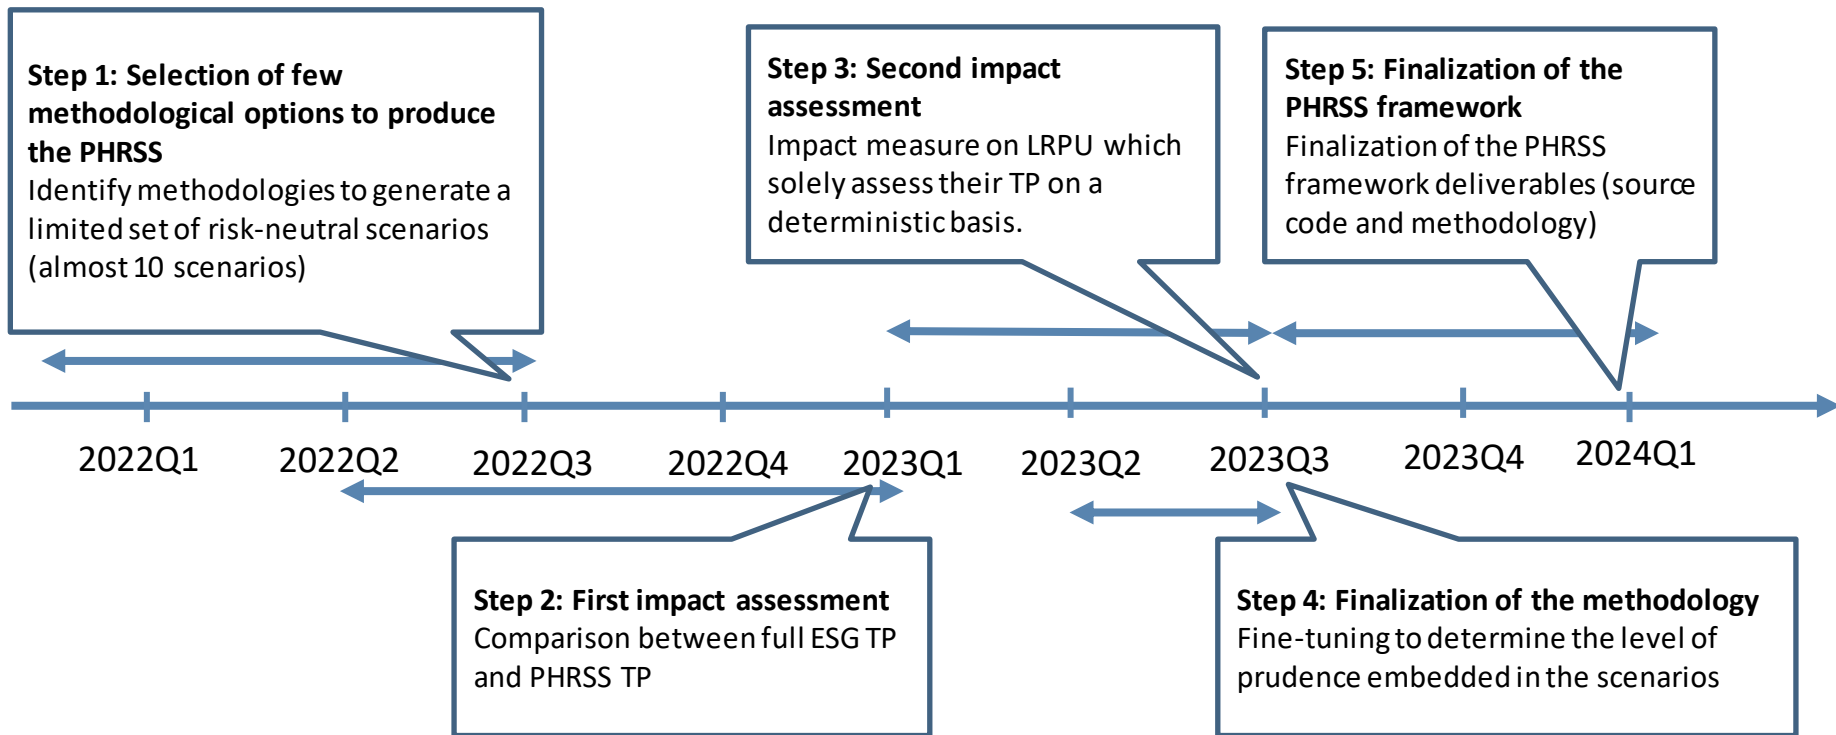 Step 1: Selection of few
methodological options to produce
the PHRSS
Identify methodologies to generate a
limited set of risk-neutral scenarios
(almost 10 scenarios)
Step 3: Second impact
assessment
Impact measure on LRPU which
solely assess their TP on a
deterministic basis.
Step 5: Finalization of the
PHRSS framework
Finalization of the PHRSS
framework deliverables (source
code and methodology)
2022Q1
2022Q2
2022Q3
2022Q4
2023Q1
2023Q2
2023Q3
2023Q4
2024Q1
Step 2: First impact assessment
Comparison between full ESG TP
and PHRSS TP
Step 4: Finalization of the methodology
Fine-tuning to determine the level of
prudence embedded in the scenarios